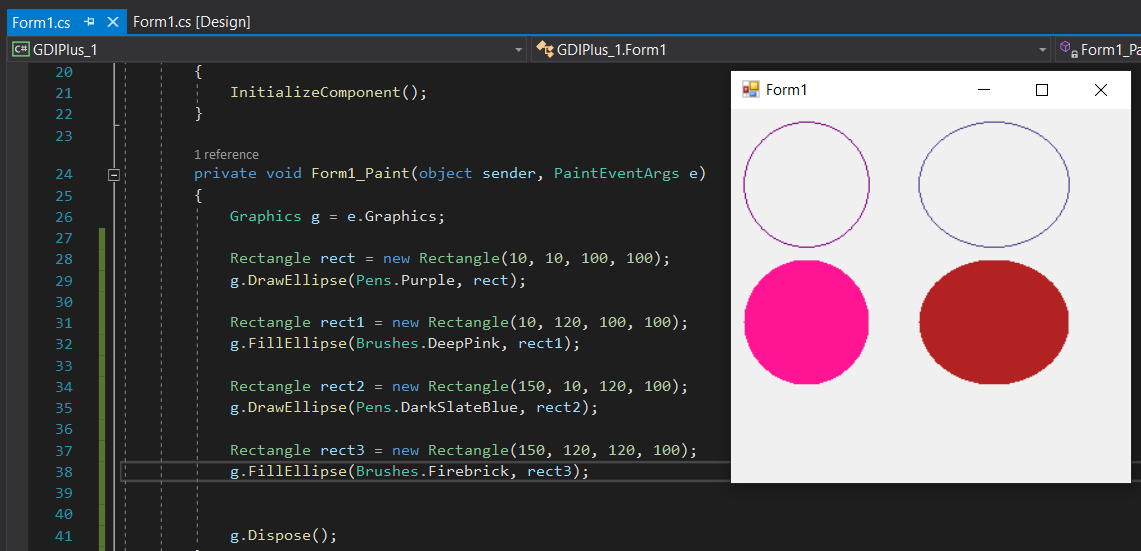 Form1.cs Form1.cs [Design]
C# GDIPlus_1 GDIPlus_1.Form1 Form1_Pa
20 {
21 InitializeComponent();
22 }
23
1 reference
24 private void Form1_Paint(object sender, PaintEventArgs e)
25 {
26 Graphics g = e.Graphics;
27
28 Rectangle rect = new Rectangle(10, 10, 100, 100);
29 g.DrawEllipse(Pens.Purple, rect);
30
31 Rectangle rect1 = new Rectangle(10, 120, 100, 100);
32 g.FillEllipse(Brushes.DeepPink, rect1);
33
34 Rectangle rect2 = new Rectangle(150, 10, 120, 100);
35 g.DrawEllipse(Pens.DarkSlateBlue, rect2);
36
37 Rectangle rect3 = new Rectangle(150, 120, 120, 100);
38 g.FillEllipse(Brushes.Firebrick, rect3);
39
40
41 g.Dispose();
Form1